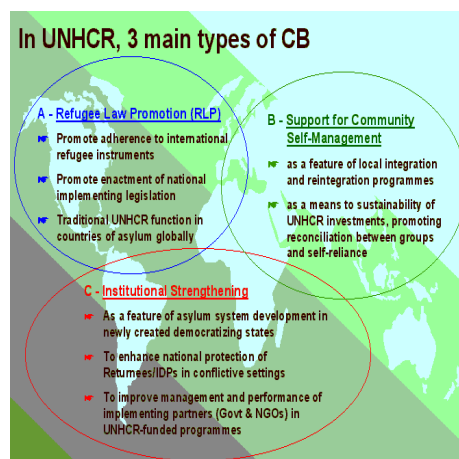 In UNHCR, 3 main types of CB
A - Refugee Law Promotion (RLP)
Promote adherence to international
refugee instruments
Promote enactment of national
implementing legislation
Traditional UNHCR function in
countries of asylum globally
B - Support for Community
Self-Management
as a feature of local integration
and reintegration programmes
as a means to sustainability of
UNHCR investments, promoting
reconciliation between groups
and self-reliance
C - Institutional Strengthening
As a feature of asylum system development in
newly created democratizing states
To enhance national protection of
Returnees/IDPs in conflictive settings
To improve management and performance of
implementing partners (Govt & NGOs) in
UNHCR-funded programmes